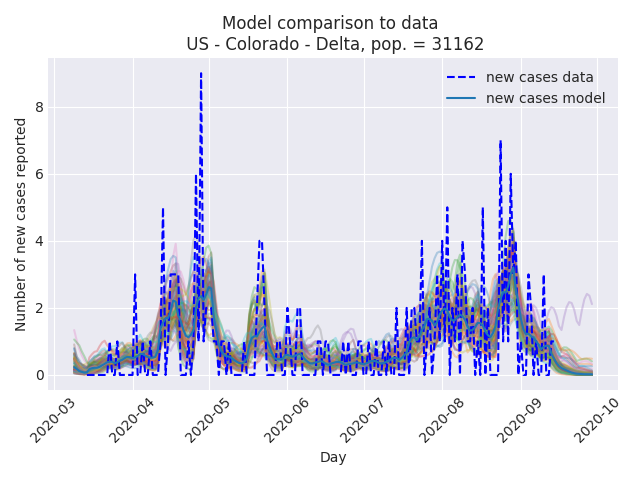 Model comparison to data
US - Colorado - Delta, pop. = 31162
new cases data
new cases model
Number of new cases reported
8
6
4
2
0
2020-03
2020-04
2020-05
2020-06
2020-07
2020-08
2020-09
2020-10
Day